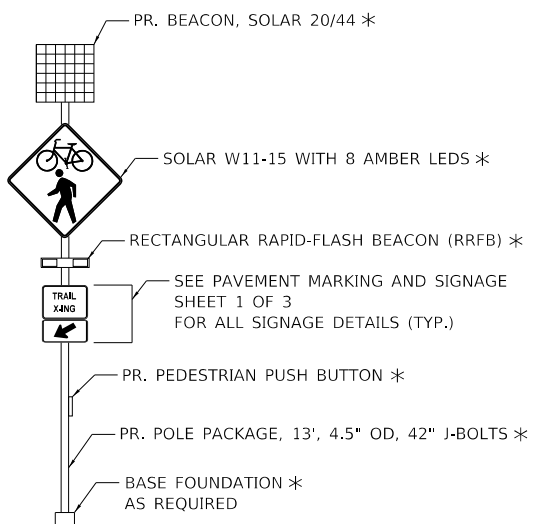 PR. BEACON, SOLAR 20/44 *
SOLAR W11-15 WITH 8 AMBER LEDS *
RECTANGULAR RAPID-FLASH BEACON (RRFB) *
TRAIL
X-ING
SEE PAVEMENT MARKING AND SIGNAGE
SHEET 1 OF 3
FOR ALL SIGNAGE DETAILS (TYP.)
PR. PEDESTRIAN PUSH BUTTON *
PR. POLE PACKAGE, 13', 4.5" OD, 42" J-BOLTS *
BASE FOUNDATION *
AS REQUIRED